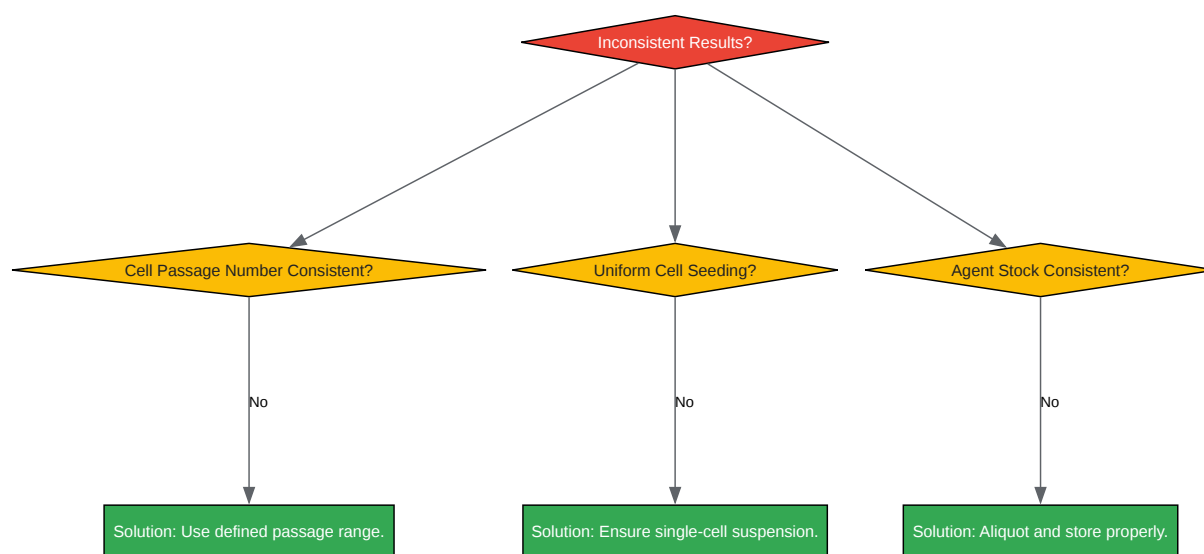 Inconsistent Results?
Cell Passage Number Consistent?
Uniform Cell Seeding?
Agent Stock Consistent?
No
No
No
Solution: Use defined passage range.
Solution: Ensure single-cell suspension.
Solution: Aliquot and store properly.